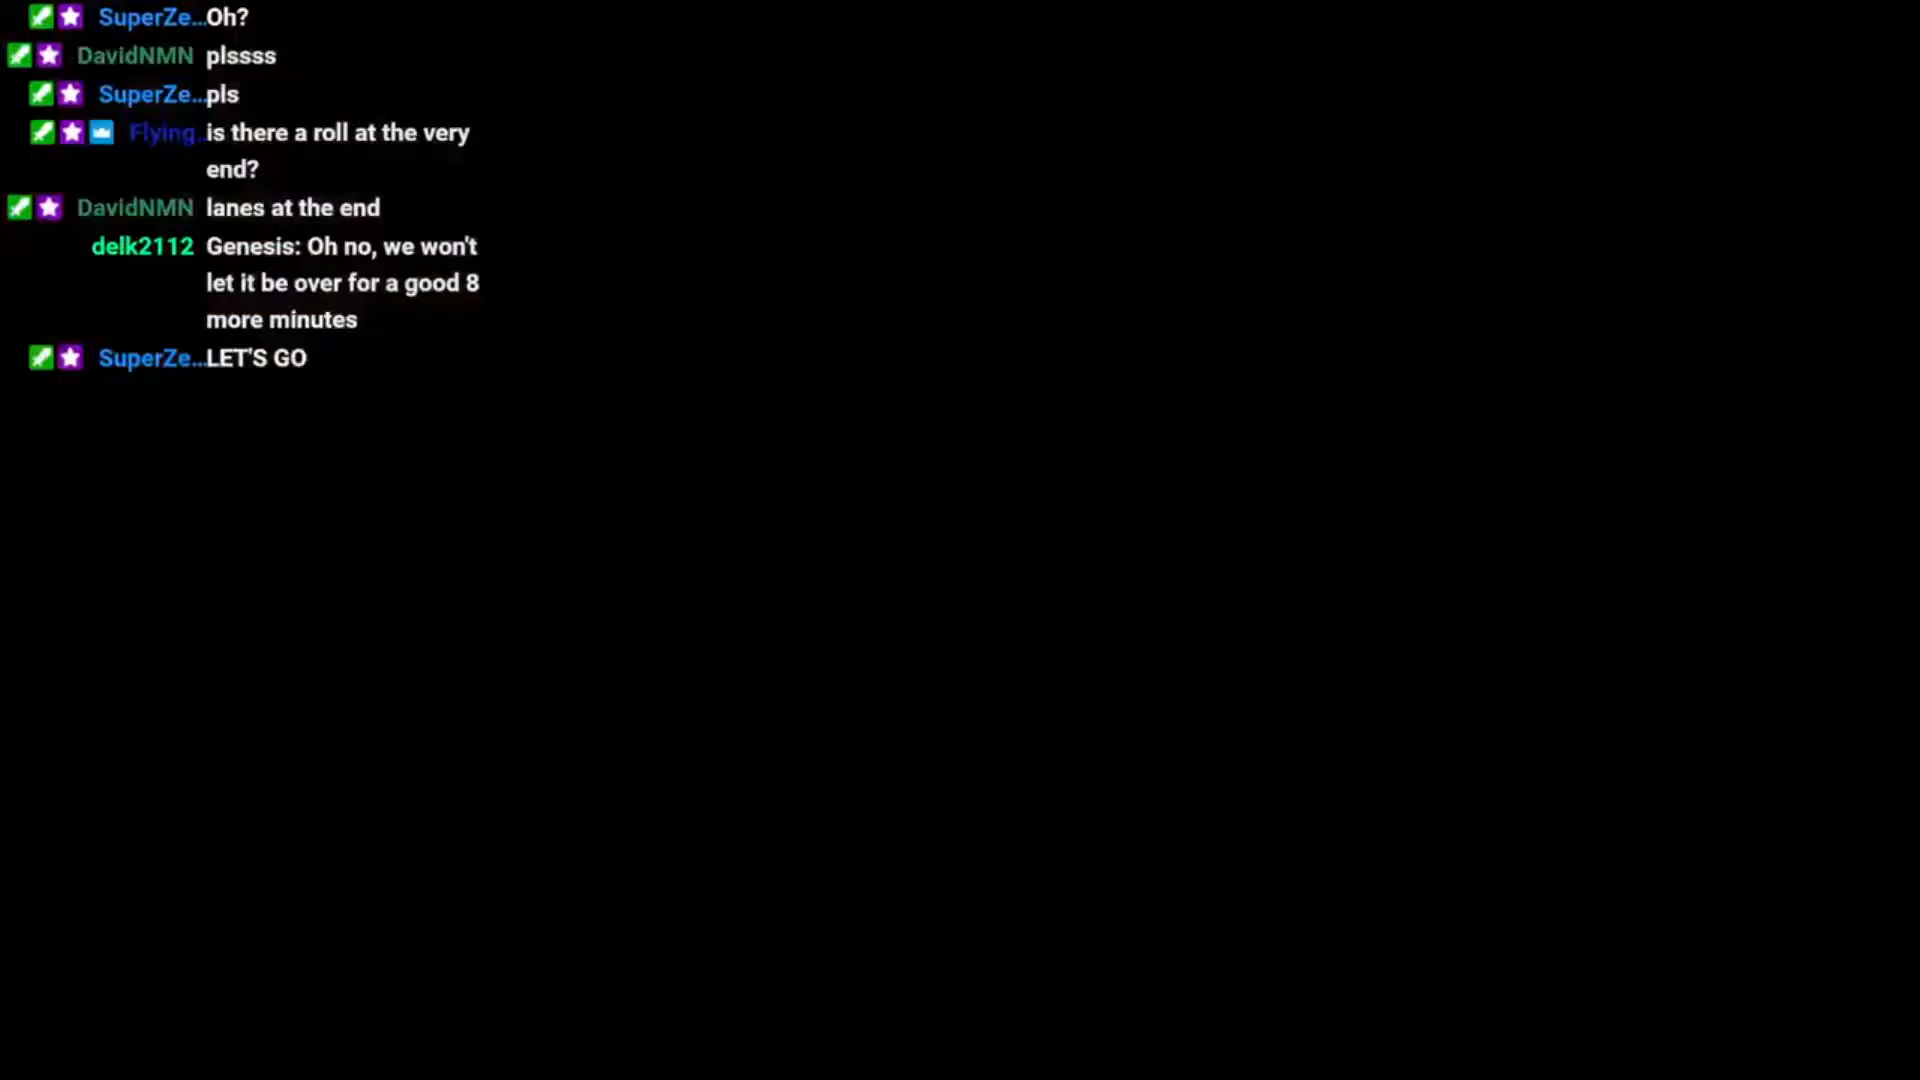 SuperZe...Oh?
DavidNMN plssss
SuperZe...pls
Flying...is there a roll at the very
end?
DavidNMN lanes at the end
delk2112 Genesis: Oh no, we won't
let it be over for a good 8
more minutes
SuperZe...LET'S GO